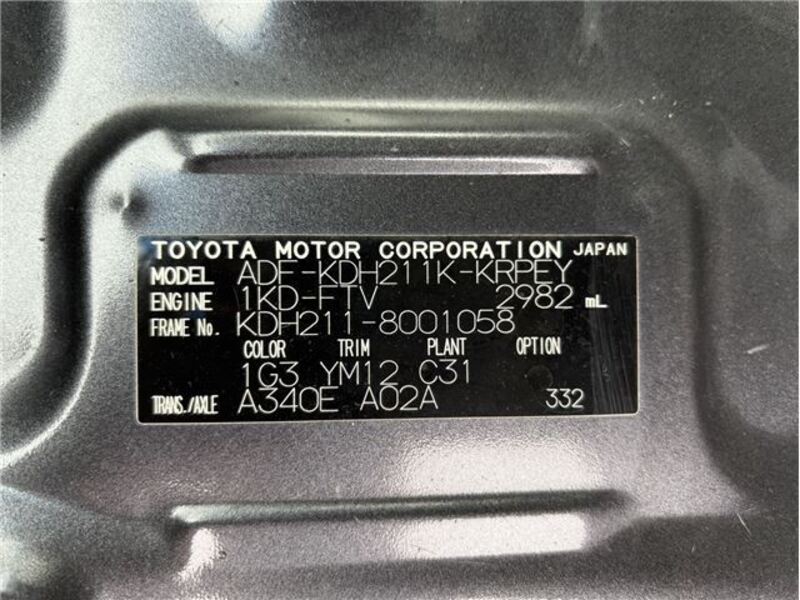 TOYOTA MOTOR CORPORATION JAPAN
MODEL ADF-KDH211K-KRPEY
ENGINE 1KD-FTV 2982 mL
FRAME No. KDH211-8001058
COLOR TRIM PLANT OPTION
1G3 YM12 C31
TRANS./AXLE A340E A02A 332